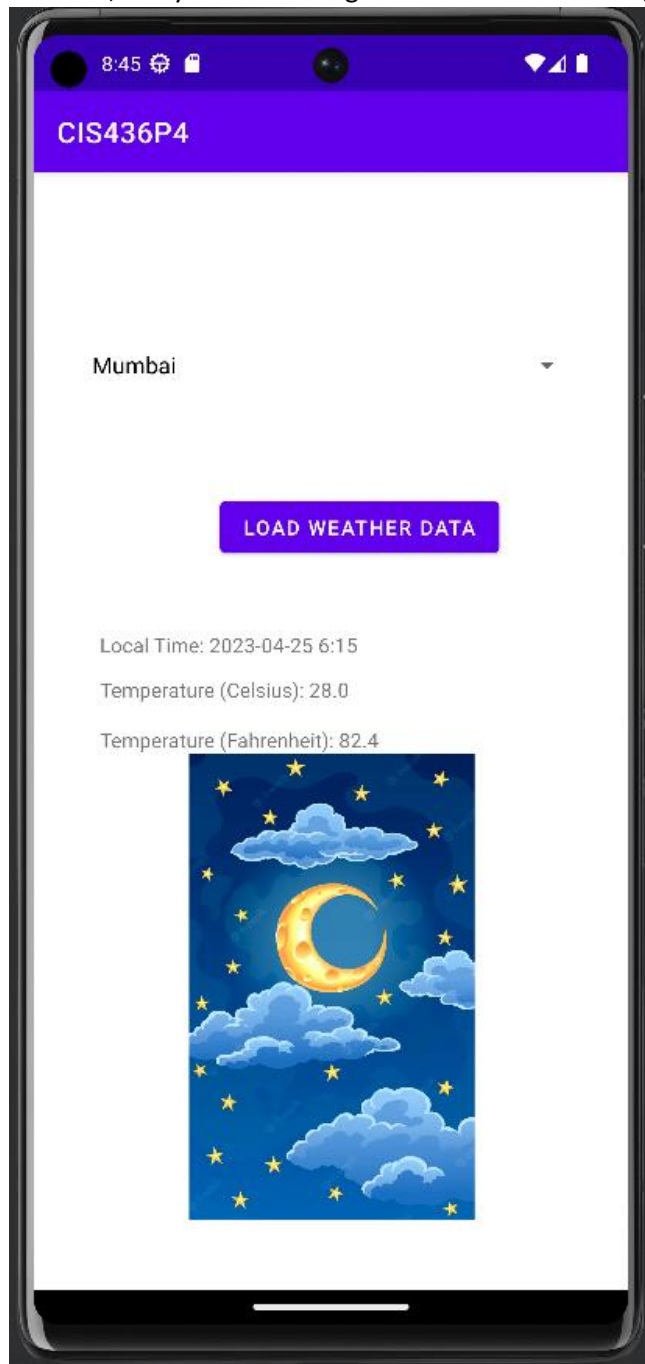 8:45
CIS436P4
Mumbai
LOAD WEATHER DATA
Local Time: 2023-04-25 6:15
Temperature (Celsius): 28.0
Temperature (Fahrenheit): 82.4